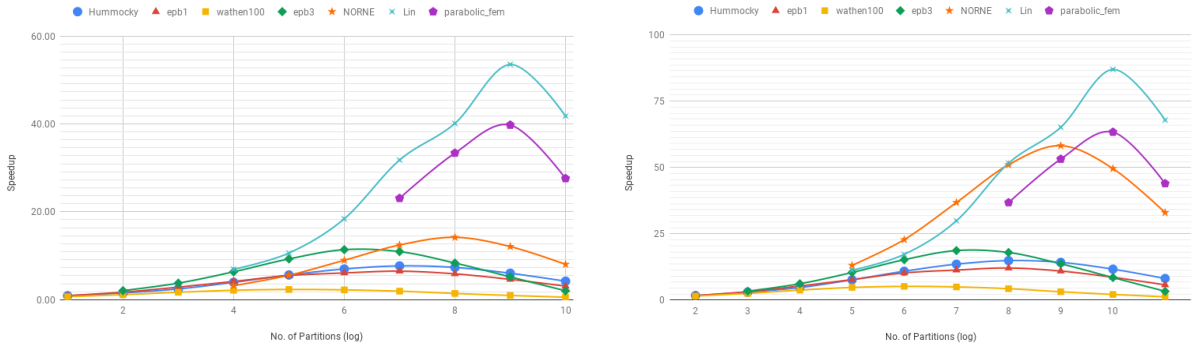 Hummocky epb1 wathen100 epb3 NORNE Lin parabolic_fem
60.00
40.00
20.00
0.00
Speedup
2 4 6 8 10
No. of Partitions (log)
Hummocky epb1 wathen100 epb3 NORNE Lin parabolic_fem
100
75
50
25
0
Speedup
2 3 4 5 6 7 8 9 10
No. of Partitions (log)